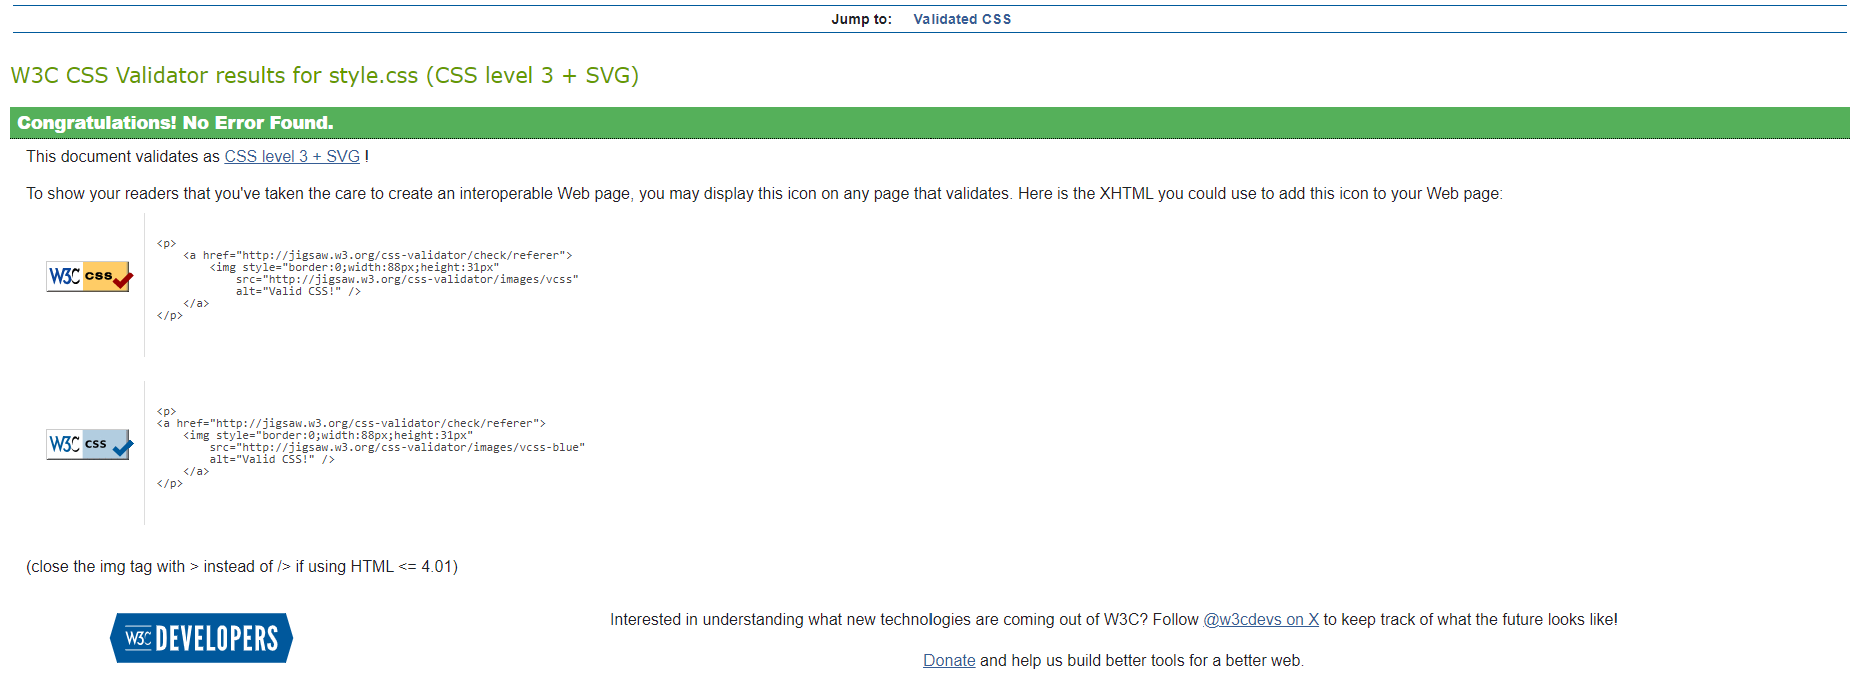 Jump to: Validated CSS
W3C CSS Validator results for style.css (CSS level 3 + SVG)
Congratulations! No Error Found.
This document validates as CSS level 3 + SVG !
To show your readers that you've taken the care to create an interoperable Web page, you may display this icon on any page that validates. Here is the XHTML you could use to add this icon to your Web page:
W3C css
<p>
    <a href="http://jigsaw.w3.org/css-validator/check/referer">
        <img style="border:0;width:88px;height:31px"
            src="http://jigsaw.w3.org/css-validator/images/vcss"
            alt="Valid CSS!" />
    </a>
</p>
W3C css
<p>
<a href="http://jigsaw.w3.org/css-validator/check/referer">
    <img style="border:0;width:88px;height:31px"
        src="http://jigsaw.w3.org/css-validator/images/vcss-blue"
        alt="Valid CSS!" />
    </a>
</p>
(close the img tag with > instead of /> if using HTML <= 4.01)
W3C DEVELOPERS
Interested in understanding what new technologies are coming out of W3C? Follow @w3cdevs on X to keep track of what the future looks like!
Donate and help us build better tools for a better web.